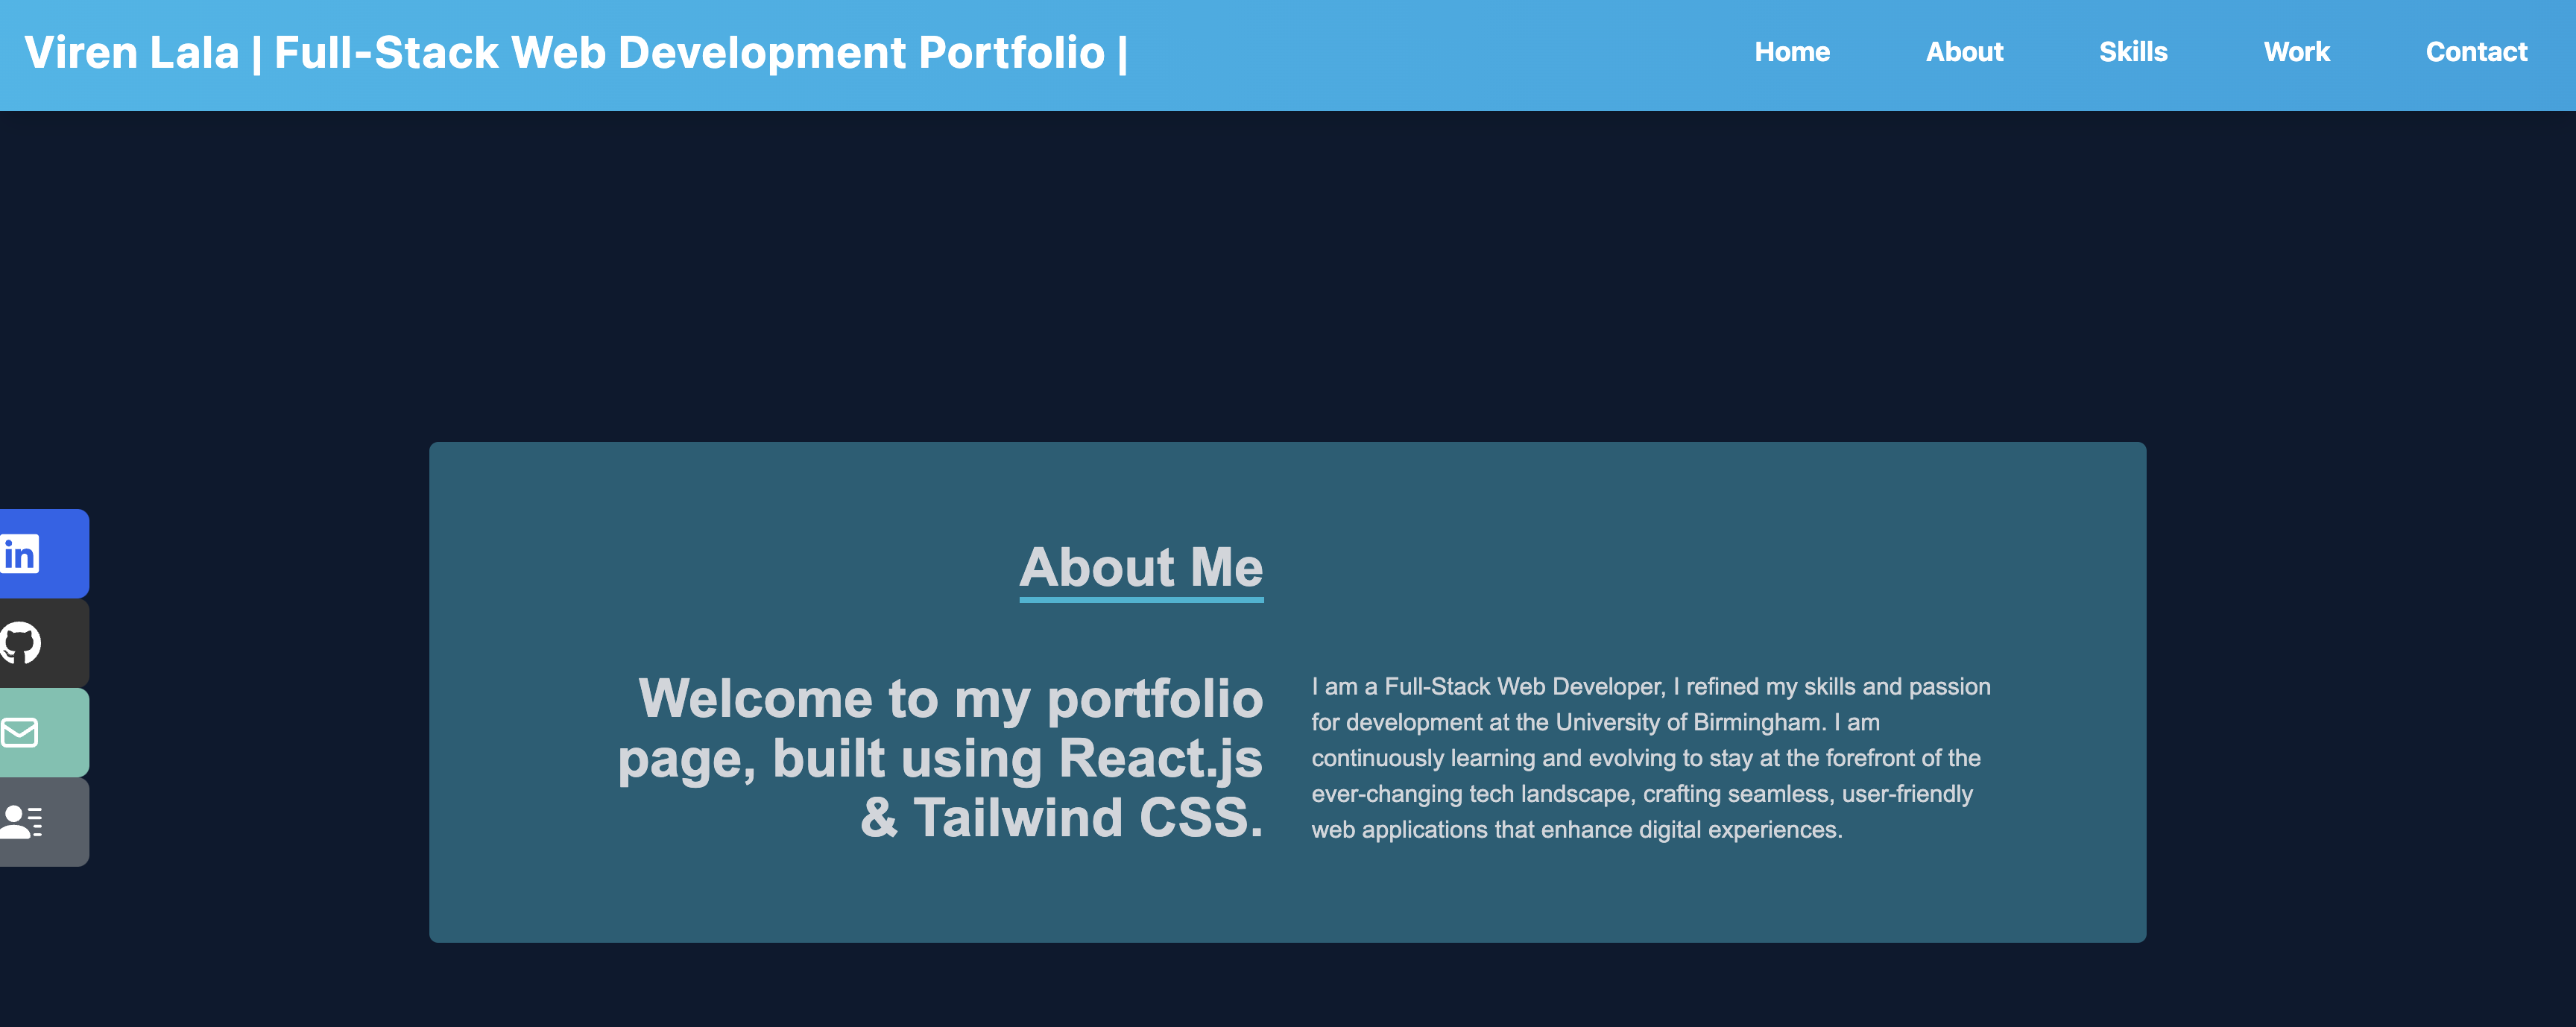 Viren Lala | Full-Stack Web Development Portfolio |
Home About Skills Work Contact
in
About Me
Welcome to my portfolio
page, built using React.js
& Tailwind CSS.
I am a Full-Stack Web Developer, I refined my skills and passion
for development at the University of Birmingham. I am
continuously learning and evolving to stay at the forefront of the
ever-changing tech landscape, crafting seamless, user-friendly
web applications that enhance digital experiences.